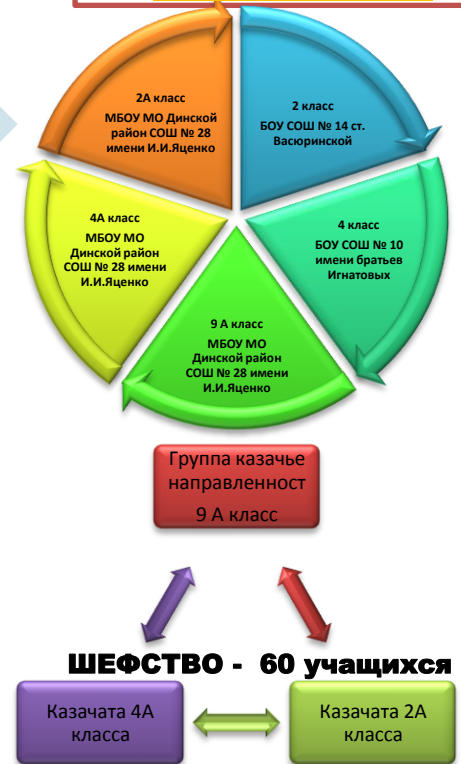 2А класс
МБОУ МО Динской
район СОШ № 28
имени И.И.Яценко
2 класс
БОУ СОШ № 14 ст.
Васюринской
4А класс
МБОУ МО
Динской район
СОШ № 28 имени
И.И.Яценко
4 класс
БОУ СОШ № 10
имени братьев
Игнатовых
9 А класс
МБОУ МО
Динской район
СОШ № 28 имени
И.И.Яценко
Группа казачье
направленност
9 А класс
ШЕФСТВО - 60 учащихся
Казачата 4А
класса
Казачата 2А
класса